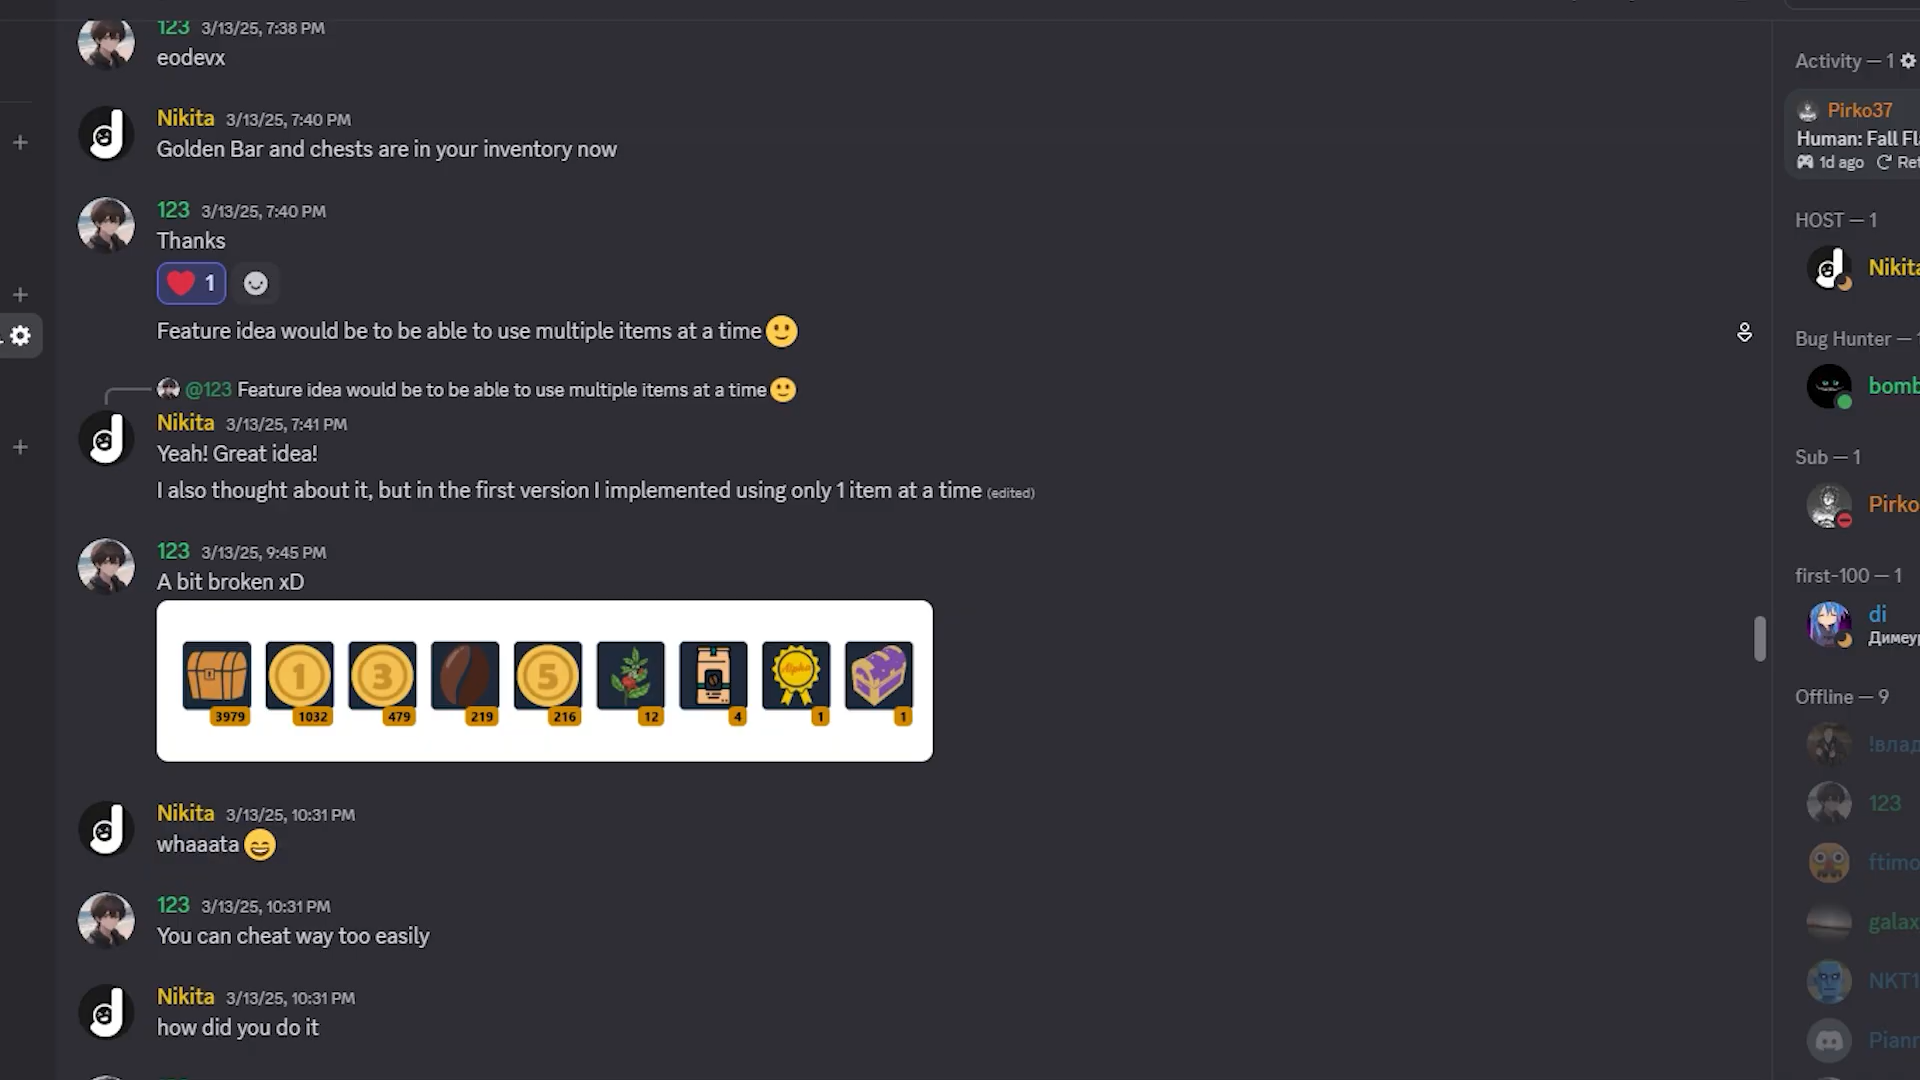 123 3/13/25, 7:38 PM
eodevx
Nikita 3/13/25, 7:40 PM
Golden Bar and chests are in your inventory now
123 3/13/25, 7:40 PM
Thanks
1
Feature idea would be to be able to use multiple items at a time
@123 Feature idea would be to be able to use multiple items at a time
Nikita 3/13/25, 7:41 PM
Yeah! Great idea!
I also thought about it, but in the first version I implemented using only 1 item at a time (edited)
123 3/13/25, 9:45 PM
A bit broken xD
1 3 5 Alpha
3979 1032 479 219 216 12 4 1 1
Nikita 3/13/25, 10:31 PM
whaaata
123 3/13/25, 10:31 PM
You can cheat way too easily
Nikita 3/13/25, 10:31 PM
how did you do it
Activity — 1
Pirko37
Human: Fall Fl
1d ago Ret
HOST — 1
Nikita
Bug Hunter — 1
bomb
Sub — 1
Pirko
first-100 — 1
di
Димеу
Offline — 9
!влад
123
ftimo
galax
NKT1
Piann